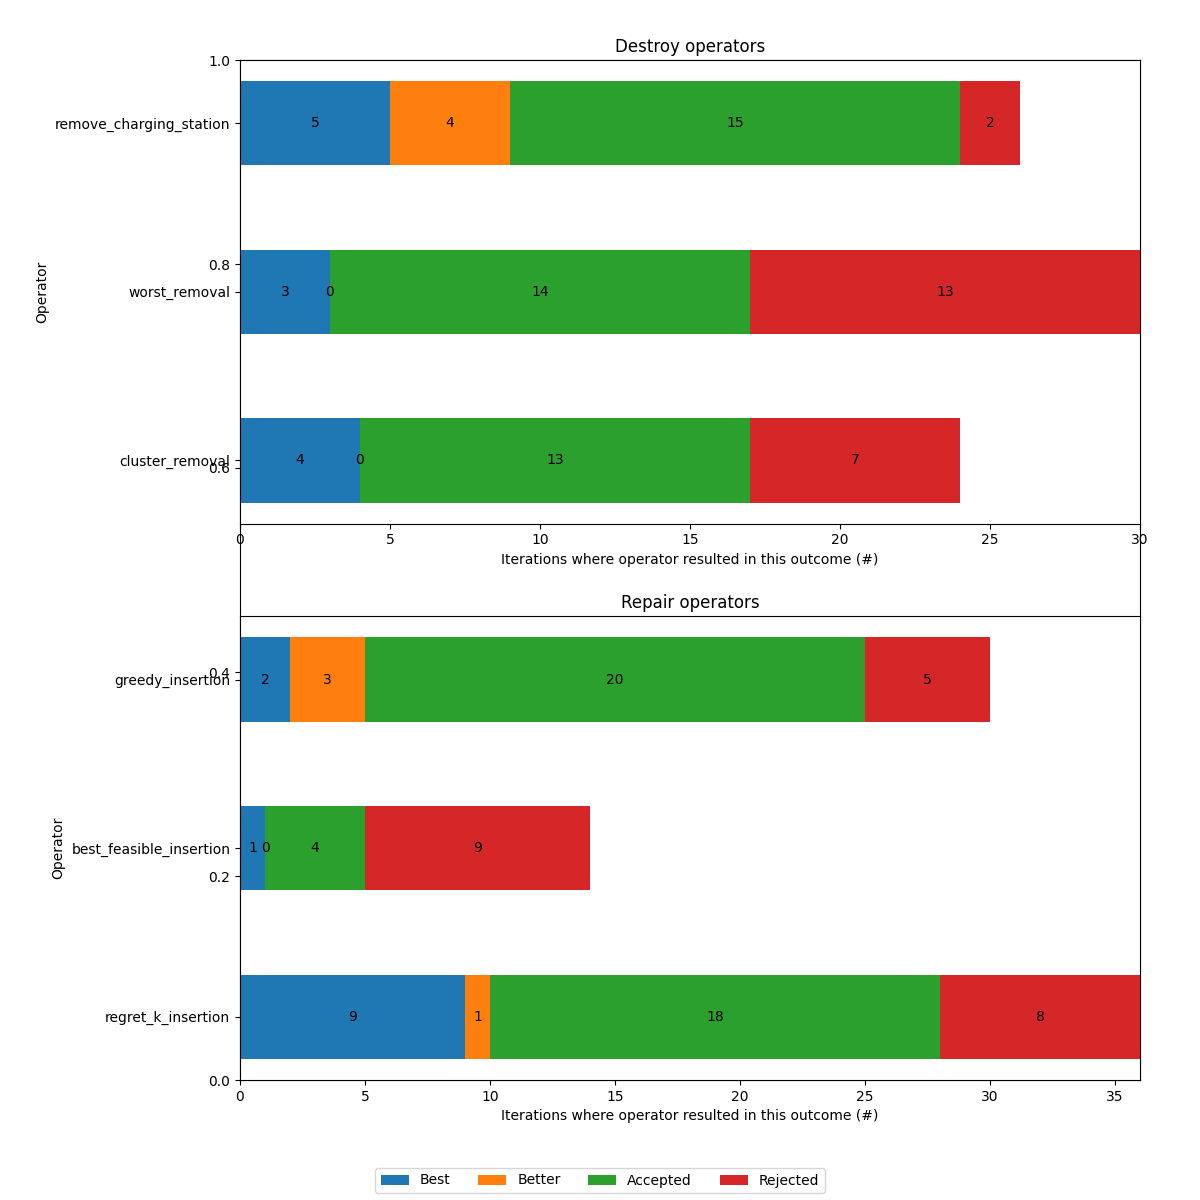 Destroy operators
1.0
remove_charging_station
5 4 15 2
0.8
Operator
worst_removal
3 0 14 13
cluster_removal
4 0 13 7
0.6
0 5 10 15 20 25 30
Iterations where operator resulted in this outcome (#)
Repair operators
0.4
greedy_insertion
2 3 20 5
Operator
best_feasible_insertion
1 0 4 9
0.2
regret_k_insertion
9 1 18 8
0.0
0 5 10 15 20 25 30 35
Iterations where operator resulted in this outcome (#)
Best Better Accepted Rejected